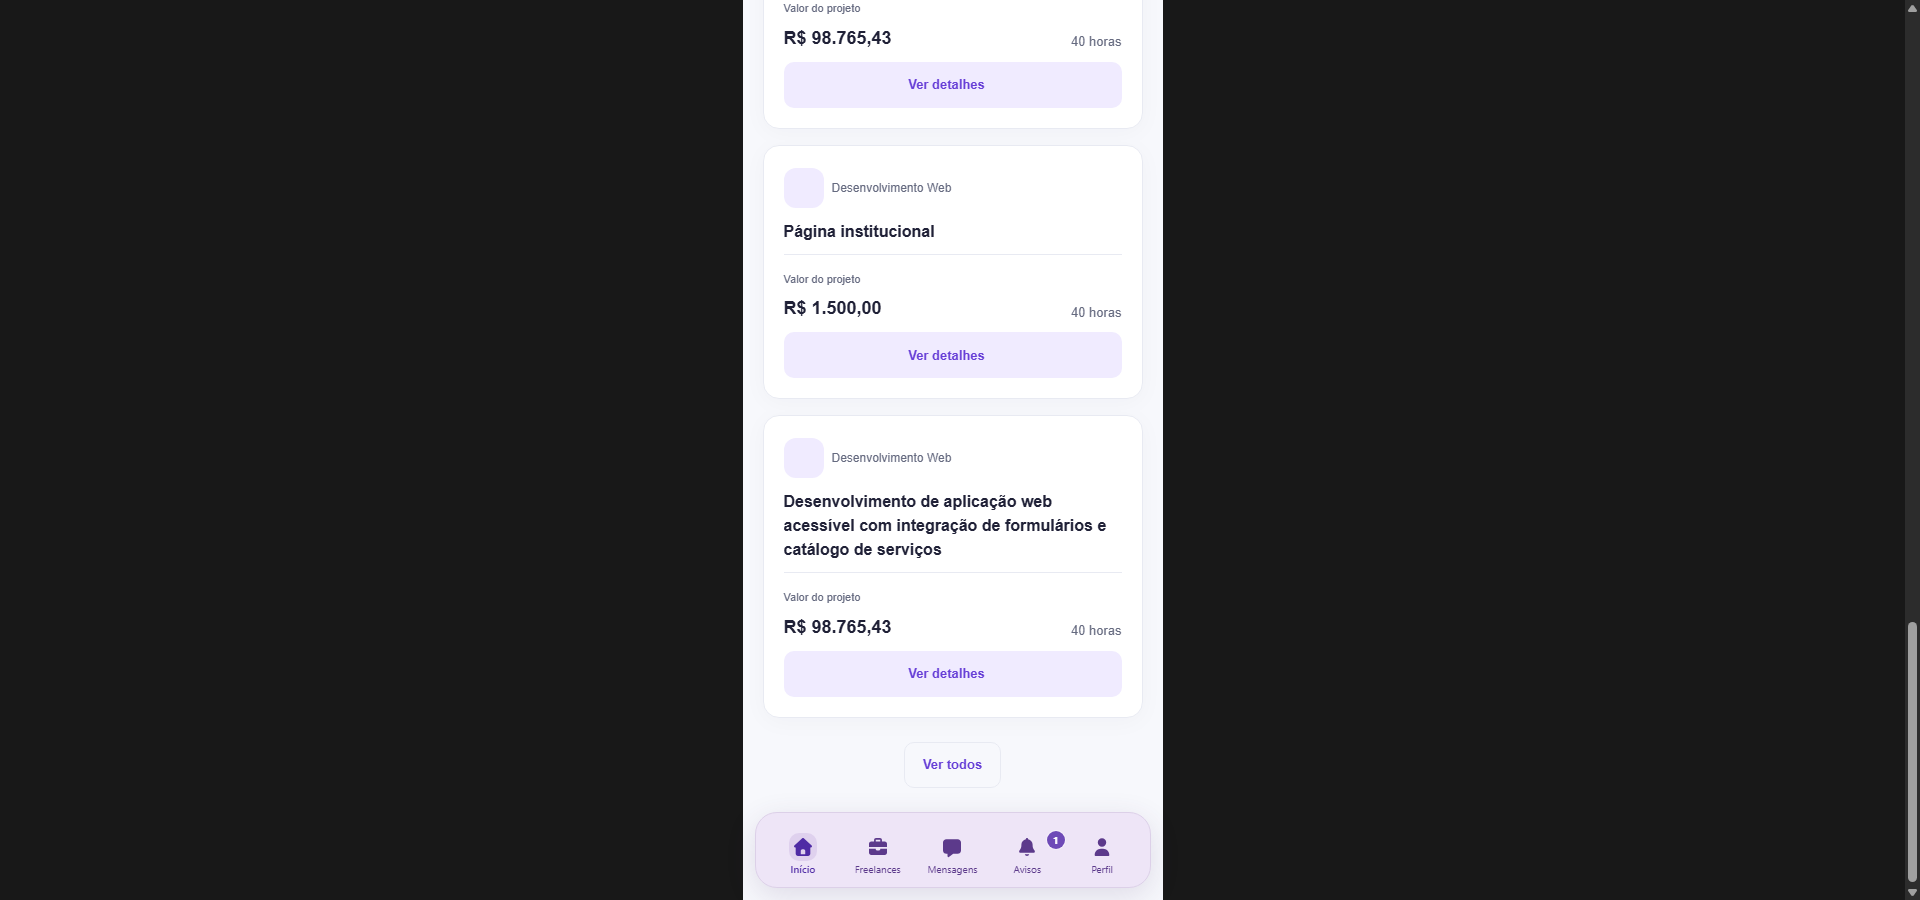 Valor do projeto
R$ 98.765,43
40 horas
Ver detalhes
Desenvolvimento Web
Página institucional
Valor do projeto
R$ 1.500,00
40 horas
Ver detalhes
Desenvolvimento Web
Desenvolvimento de aplicação web
acessível com integração de formulários e
catálogo de serviços
Valor do projeto
R$ 98.765,43
40 horas
Ver detalhes
Ver todos
1
Início
Freelances
Mensagens
Avisos
Perfil